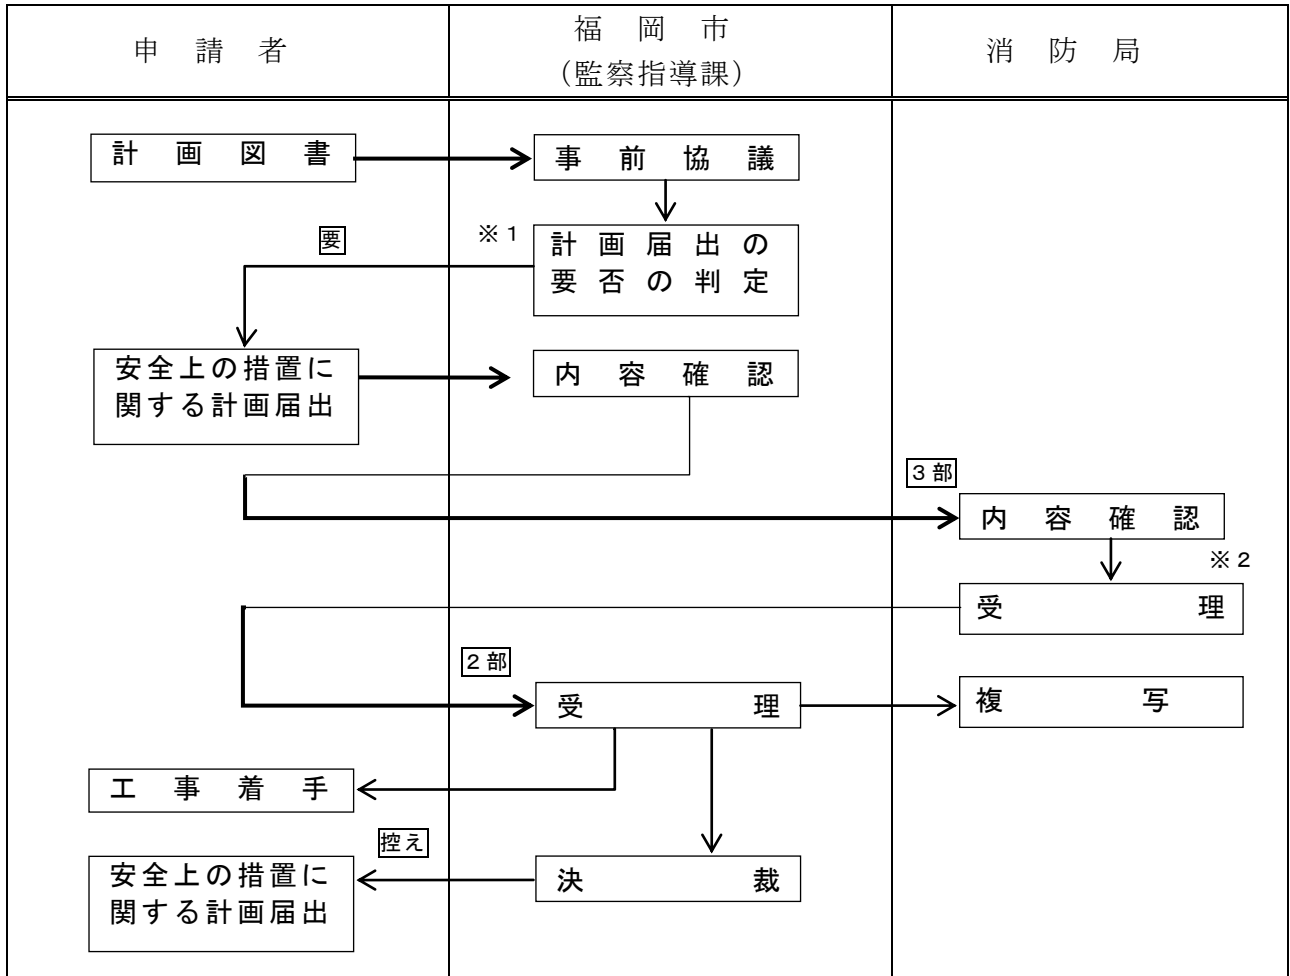 申請者
福岡市
(監察指導課)
消防局
計画図書
事前協議
要
※1
計画届出の
要否の判定
安全上の措置に
関する計画届出
内容確認
3部
内容確認
※2
受理
2部
受理
複写
工事着手
控え
安全上の措置に
関する計画届出
決裁